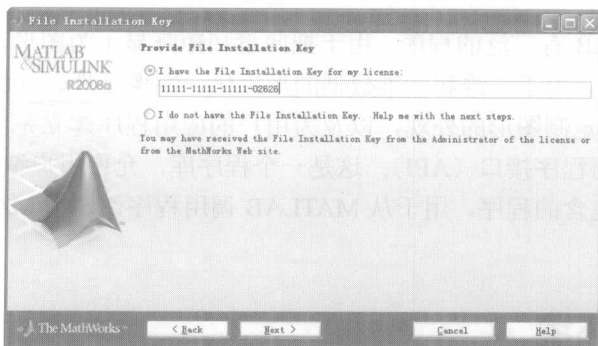 File Installation Key
MATLAB
&SIMULINK
R2008a
Provide File Installation Key
I have the File Installation Key for my license:
11111-11111-11111-02626
I do not have the File Installation Key. Help me with the next steps.
You may have received the File Installation Key from the Administrator of the license or
from the MathWorks Web site.
The MathWorks
< Back
Next >
Cancel
Help